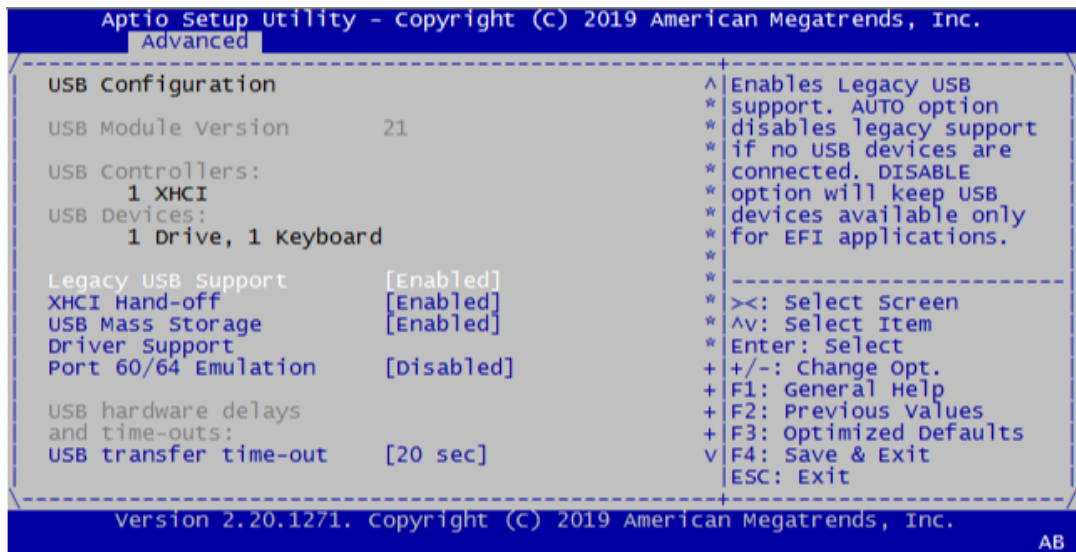 Aptio Setup Utility - Copyright (C) 2019 American Megatrends, Inc.
Advanced
USB Configuration
USB Module Version 21
USB Controllers:
1 XHCI
USB Devices:
1 Drive, 1 Keyboard
Legacy USB Support [Enabled]
XHCI Hand-off [Enabled]
USB Mass Storage [Enabled]
Driver Support
Port 60/64 Emulation [Disabled]
USB hardware delays
and time-outs:
USB transfer time-out [20 sec]
Enables Legacy USB
support. AUTO option
disables legacy support
if no USB devices are
connected. DISABLE
option will keep USB
devices available only
for EFI applications.
><: Select Screen
^v: Select Item
Enter: Select
+/-: Change Opt.
F1: General Help
F2: Previous Values
F3: Optimized Defaults
F4: Save & Exit
ESC: Exit
Version 2.20.1271. Copyright (C) 2019 American Megatrends, Inc.
AB